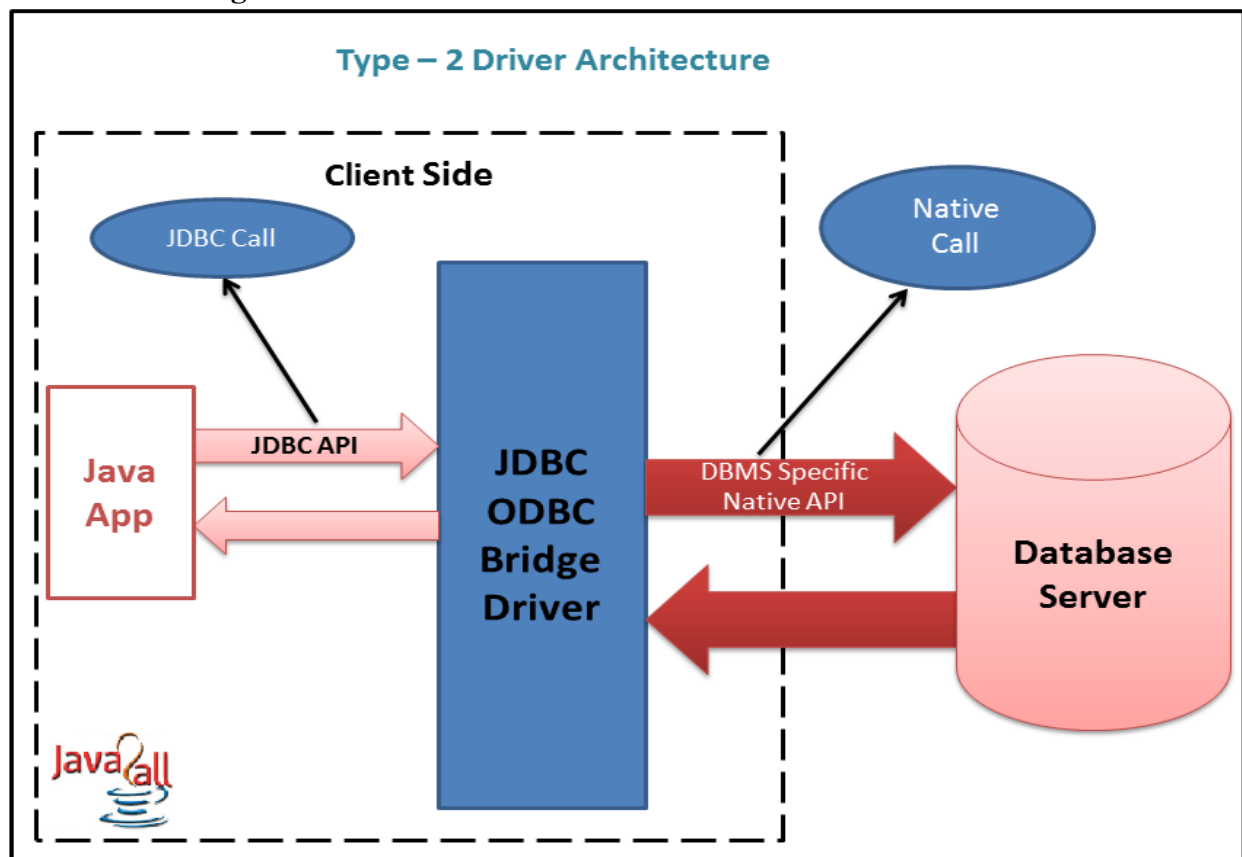 Type – 2 Driver Architecture
Client Side
JDBC Call
Native
Call
JDBC API
Java
App
JDBC
ODBC
Bridge
Driver
DBMS Specific
Native API
Database
Server
Java2all